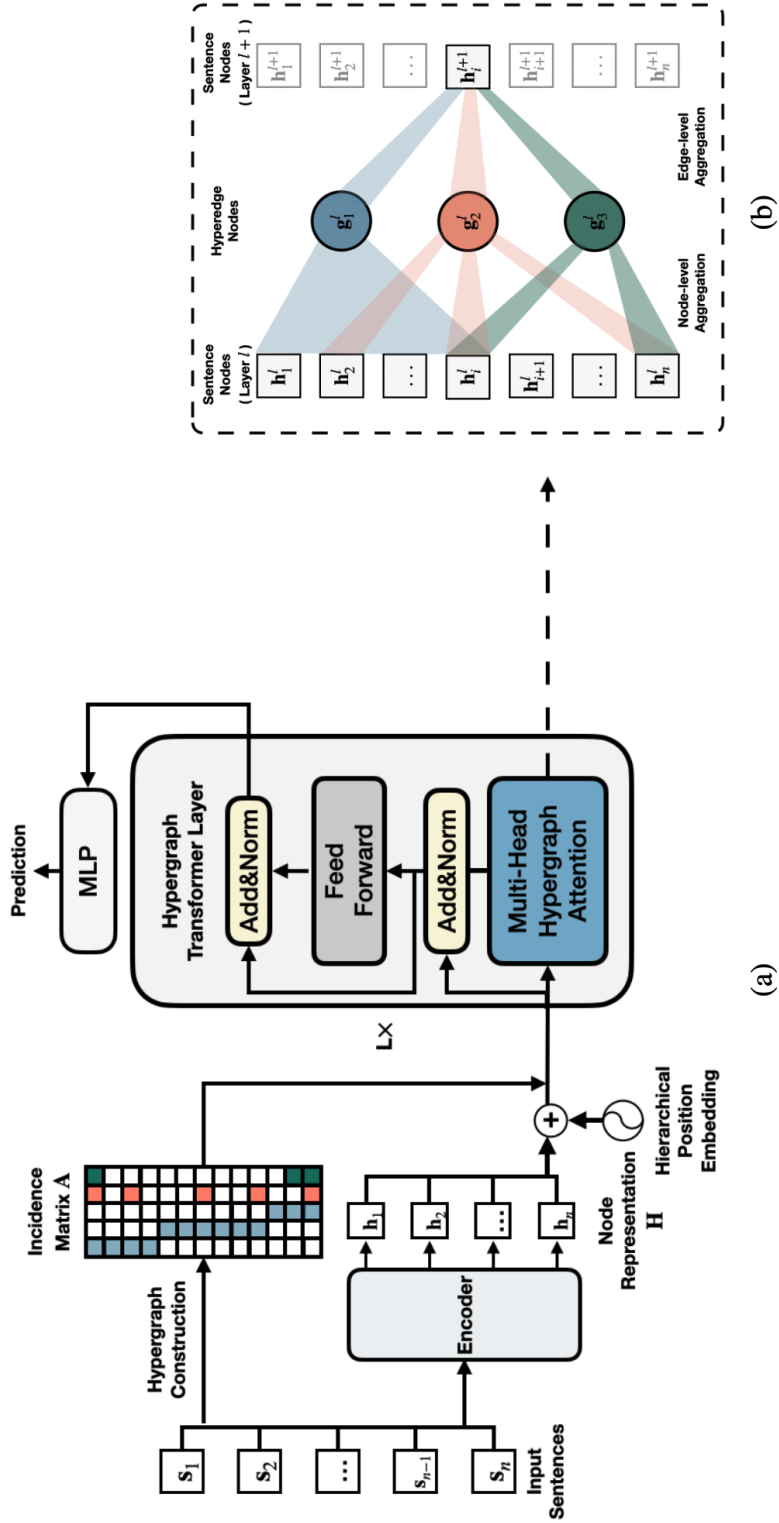 s₁
s₂
...
sₙ₋₁
sₙ
Input
Sentences
Hypergraph
Construction
Incidence
Matrix A
Encoder
h₁
h₂
...
hₙ
Node
Representation
H
+
Hierarchical
Position
Embedding
L×
Prediction
MLP
Hypergraph
Transformer Layer
Add&Norm
Feed
Forward
Add&Norm
Multi-Head
Hypergraph
Attention
(a)
Sentence
Nodes
( Layer l )
h₁ˡ
h₂ˡ
...
hᵢˡ
hᵢ₊₁ˡ
...
hₙˡ
Hyperedge
Nodes
g₁ˡ
g₂ˡ
g₃ˡ
Sentence
Nodes
( Layer l + 1 )
h₁ˡ⁺¹
h₂ˡ⁺¹
...
hᵢˡ⁺¹
hᵢ₊₁ˡ⁺¹
...
hₙˡ⁺¹
Node-level
Aggregation
Edge-level
Aggregation
(b)